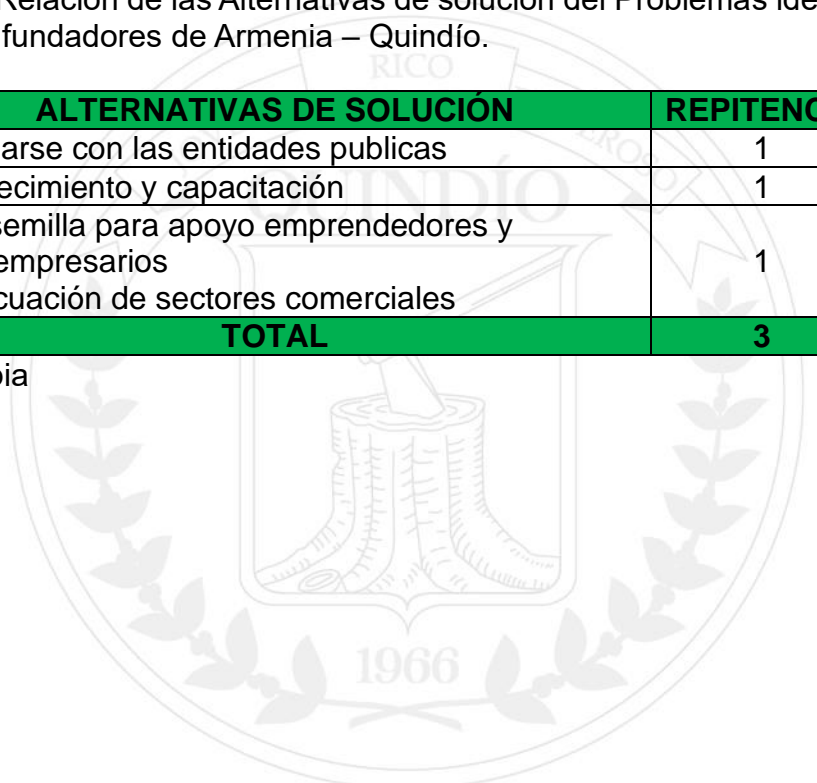 Relación de las Alternativas de solución del Problemas ide
fundadores de Armenia – Quindío.
ALTERNATIVAS DE SOLUCIÓN REPITENC
arse con las entidades publicas 1
ecimiento y capacitación 1
semilla para apoyo emprendedores y
empresarios 1
cuación de sectores comerciales
TOTAL 3
pia
RICO
QUINDÍO
1966